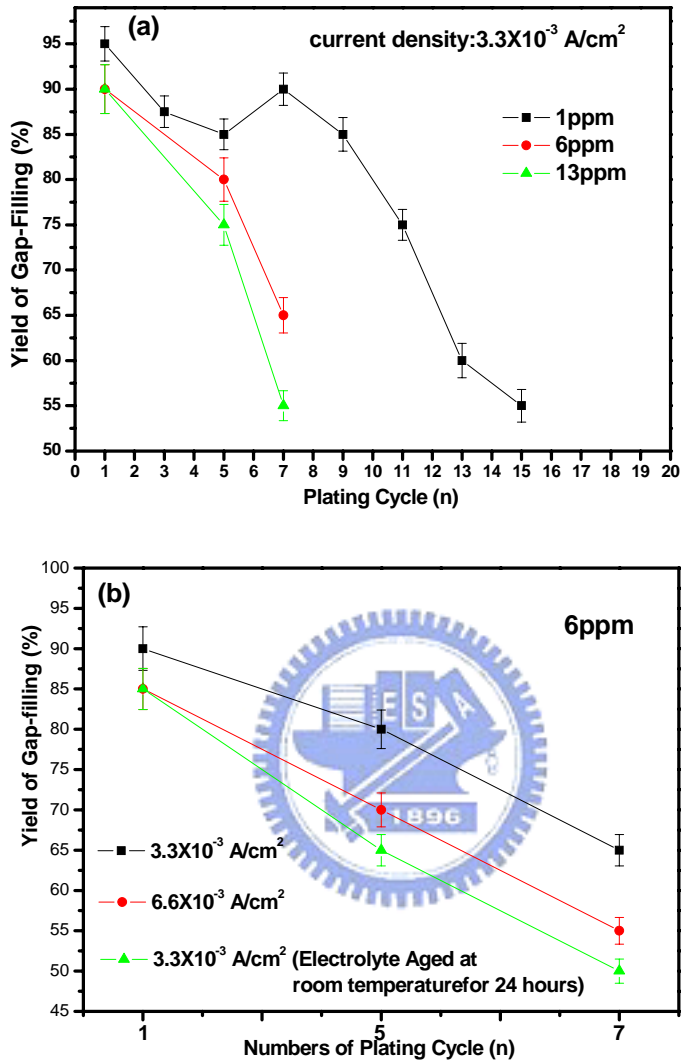 (a)
current density:3.3X10⁻³ A/cm²
1ppm
6ppm
13ppm
Yield of Gap-Filling (%)
95
90
85
80
75
70
65
60
55
50
0 1 2 3 4 5 6 7 8 9 10 11 12 13 14 15 16 17 18 19 20
Plating Cycle (n)
(b)
6ppm
Yield of Gap-filling (%)
100
95
90
85
80
75
70
65
60
55
50
45
E S A
1896
3.3X10⁻³ A/cm²
6.6X10⁻³ A/cm²
3.3X10⁻³ A/cm² (Electrolyte Aged at
room temperaturefor 24 hours)
1 5 7
Numbers of Plating Cycle (n)